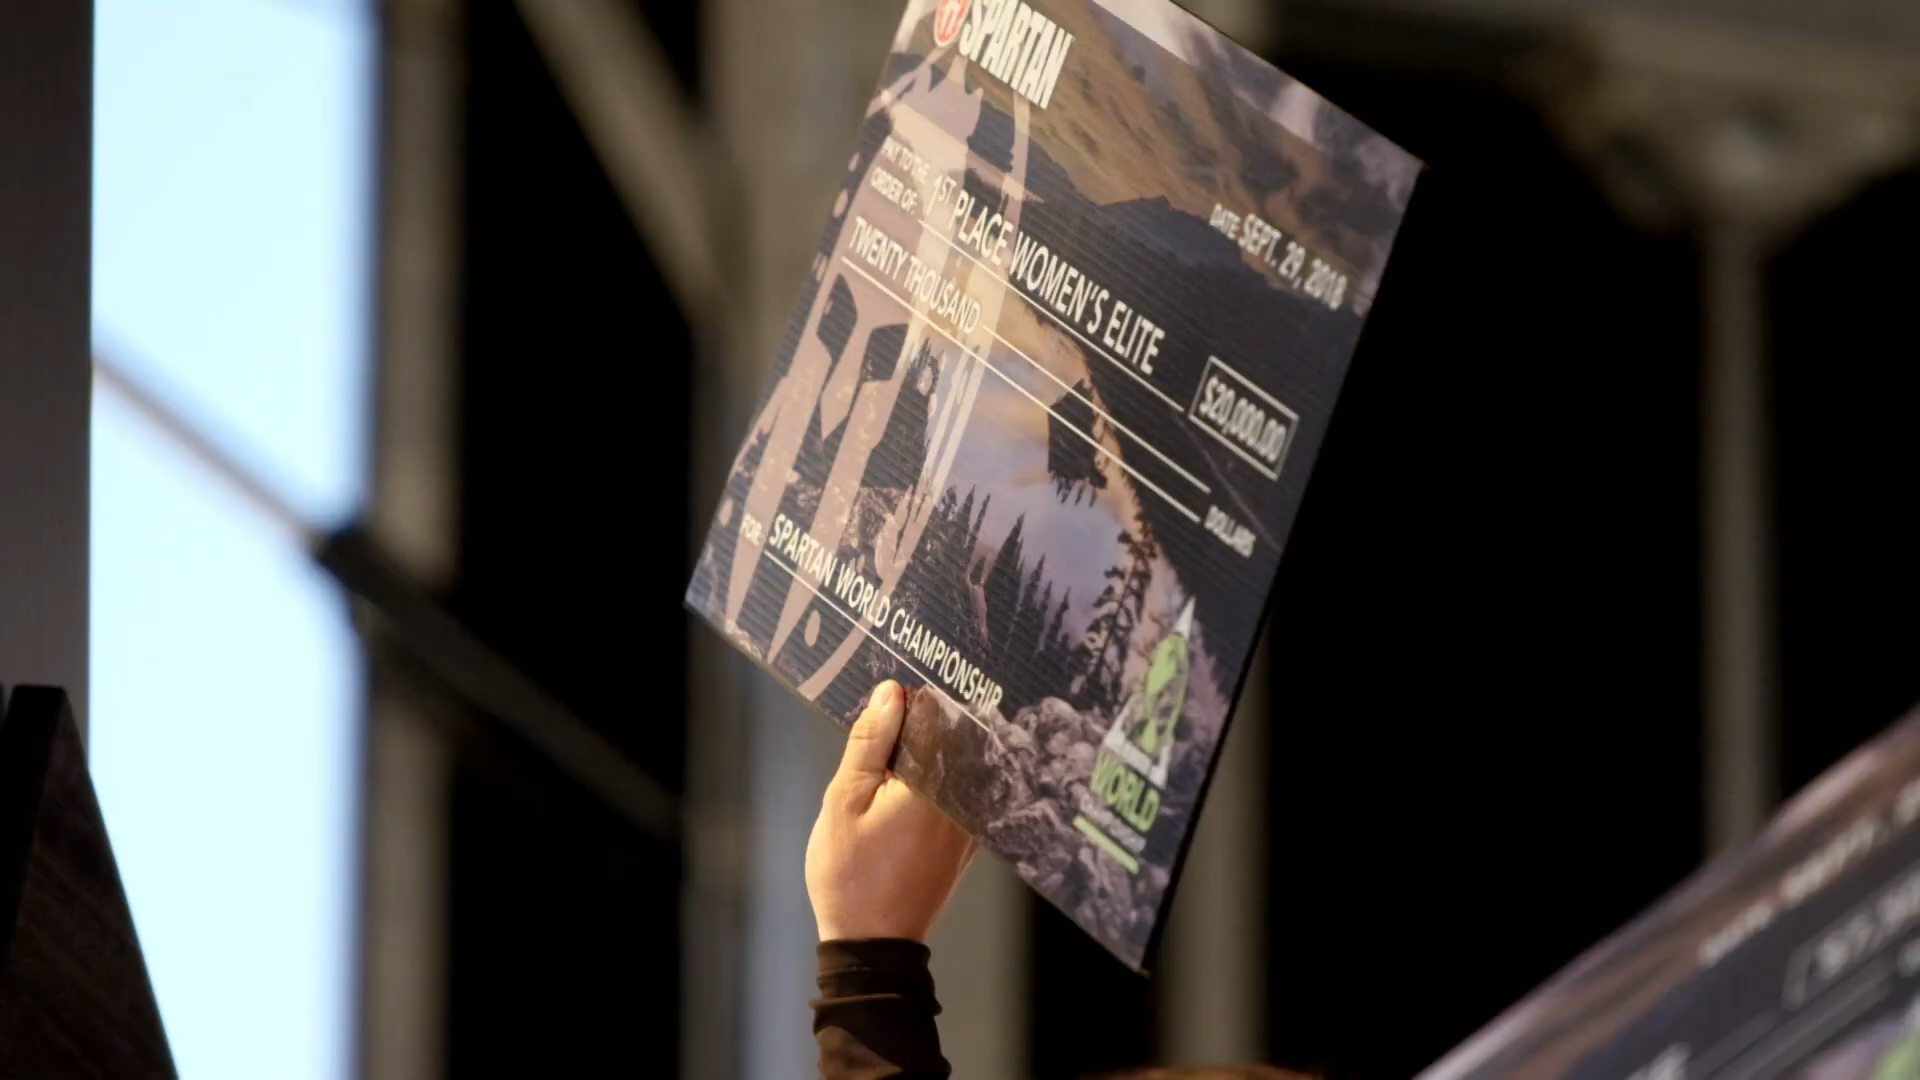 SPARTAN
DATE SEPT. 29, 2018
PAY TO THE
ORDER OF: 1ST PLACE WOMEN'S ELITE
$20,000.00
TWENTY THOUSAND
DOLLARS
FOR SPARTAN WORLD CHAMPIONSHIP
WORLD